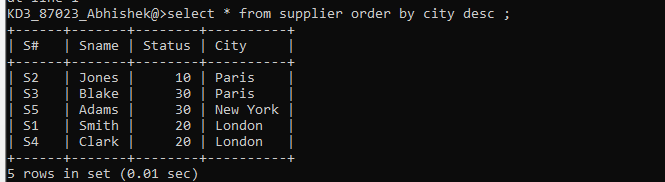 KD3_87023_Abhishek@>select * from supplier order by city desc ;
+------+-------+--------+----------+
| S#   | Sname | Status | City     |
+------+-------+--------+----------+
| S2   | Jones |     10 | Paris    |
| S3   | Blake |     30 | Paris    |
| S5   | Adams |     30 | New York |
| S1   | Smith |     20 | London   |
| S4   | Clark |     20 | London   |
+------+-------+--------+----------+
5 rows in set (0.01 sec)